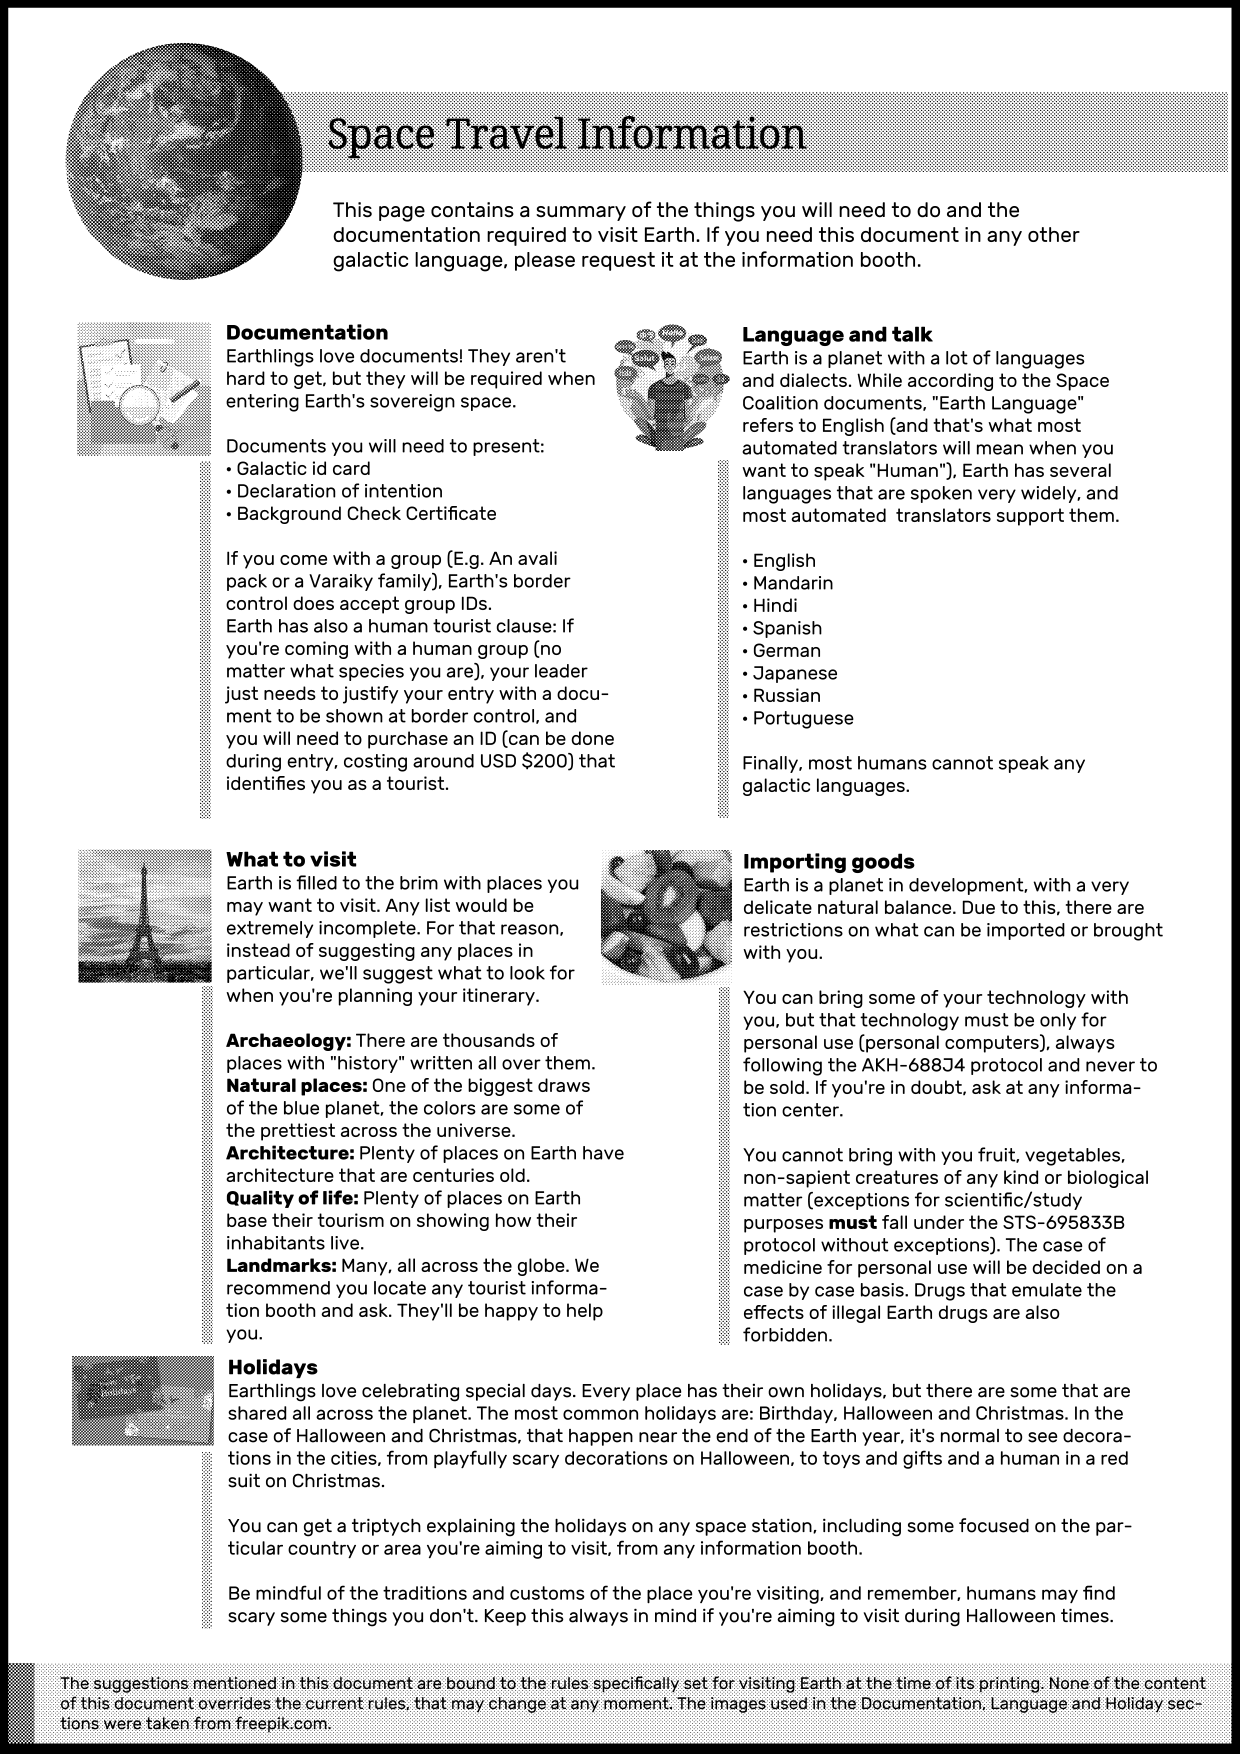 Space Travel Information
This page contains a summary of the things you will need to do and the
documentation required to visit Earth. If you need this document in any other
galactic language, please request it at the information booth.
Documentation
Earthlings love documents! They aren't
hard to get, but they will be required when
entering Earth's sovereign space.
Documents you will need to present:
• Galactic id card
• Declaration of intention
• Background Check Certificate
If you come with a group (E.g. An avali
pack or a Varaiky family), Earth's border
control does accept group IDs.
Earth has also a human tourist clause: If
you're coming with a human group (no
matter what species you are), your leader
just needs to justify your entry with a docu-
ment to be shown at border control, and
you will need to purchase an ID (can be done
during entry, costing around USD $200) that
identifies you as a tourist.
Language and talk
Earth is a planet with a lot of languages
and dialects. While according to the Space
Coalition documents, "Earth Language"
refers to English (and that's what most
automated translators will mean when you
want to speak "Human"), Earth has several
languages that are spoken very widely, and
most automated  translators support them.
• English
• Mandarin
• Hindi
• Spanish
• German
• Japanese
• Russian
• Portuguese
Finally, most humans cannot speak any
galactic languages.
What to visit
Earth is filled to the brim with places you
may want to visit. Any list would be
extremely incomplete. For that reason,
instead of suggesting any places in
particular, we'll suggest what to look for
when you're planning your itinerary.
Archaeology: There are thousands of
places with "history" written all over them.
Natural places: One of the biggest draws
of the blue planet, the colors are some of
the prettiest across the universe.
Architecture: Plenty of places on Earth have
architecture that are centuries old.
Quality of life: Plenty of places on Earth
base their tourism on showing how their
inhabitants live.
Landmarks: Many, all across the globe. We
recommend you locate any tourist informa-
tion booth and ask. They'll be happy to help
you.
Importing goods
Earth is a planet in development, with a very
delicate natural balance. Due to this, there are
restrictions on what can be imported or brought
with you.
You can bring some of your technology with
you, but that technology must be only for
personal use (personal computers), always
following the AKH-688J4 protocol and never to
be sold. If you're in doubt, ask at any informa-
tion center.
You cannot bring with you fruit, vegetables,
non-sapient creatures of any kind or biological
matter (exceptions for scientific/study
purposes must fall under the STS-695833B
protocol without exceptions). The case of
medicine for personal use will be decided on a
case by case basis. Drugs that emulate the
effects of illegal Earth drugs are also
forbidden.
Holidays
Earthlings love celebrating special days. Every place has their own holidays, but there are some that are
shared all across the planet. The most common holidays are: Birthday, Halloween and Christmas. In the
case of Halloween and Christmas, that happen near the end of the Earth year, it's normal to see decora-
tions in the cities, from playfully scary decorations on Halloween, to toys and gifts and a human in a red
suit on Christmas.
You can get a triptych explaining the holidays on any space station, including some focused on the par-
ticular country or area you're aiming to visit, from any information booth.
Be mindful of the traditions and customs of the place you're visiting, and remember, humans may find
scary some things you don't. Keep this always in mind if you're aiming to visit during Halloween times.
The suggestions mentioned in this document are bound to the rules specifically set for visiting Earth at the time of its printing. None of the content
of this document overrides the current rules, that may change at any moment. The images used in the Documentation, Language and Holiday sec-
tions were taken from freepik.com.